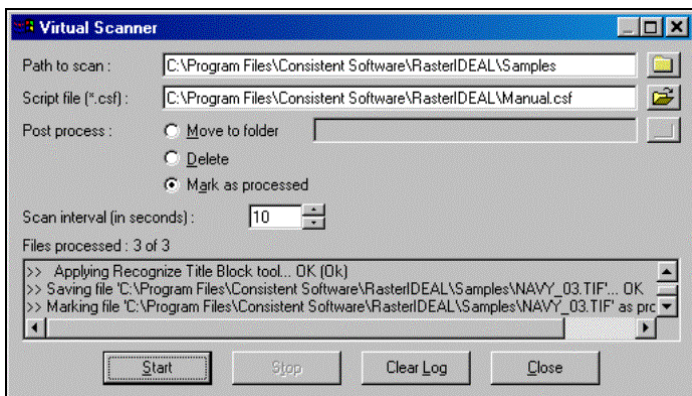 Virtual Scanner
Path to scan : C:\Program Files\Consistent Software\RasterIDEAL\Samples
Script file (*.csf): C:\Program Files\Consistent Software\RasterIDEAL\Manual.csf
Post process : Move to folder
Delete
Mark as processed
Scan interval (in seconds) : 10
Files processed : 3 of 3
>> Applying Recognize Title Block tool... OK (Ok)
>> Saving file 'C:\Program Files\Consistent Software\RasterIDEAL\Samples\NAVY_03.TIF'... OK
>> Marking file 'C:\Program Files\Consistent Software\RasterIDEAL\Samples\NAVY_03.TIF' as proc
Start Stop Clear Log Close